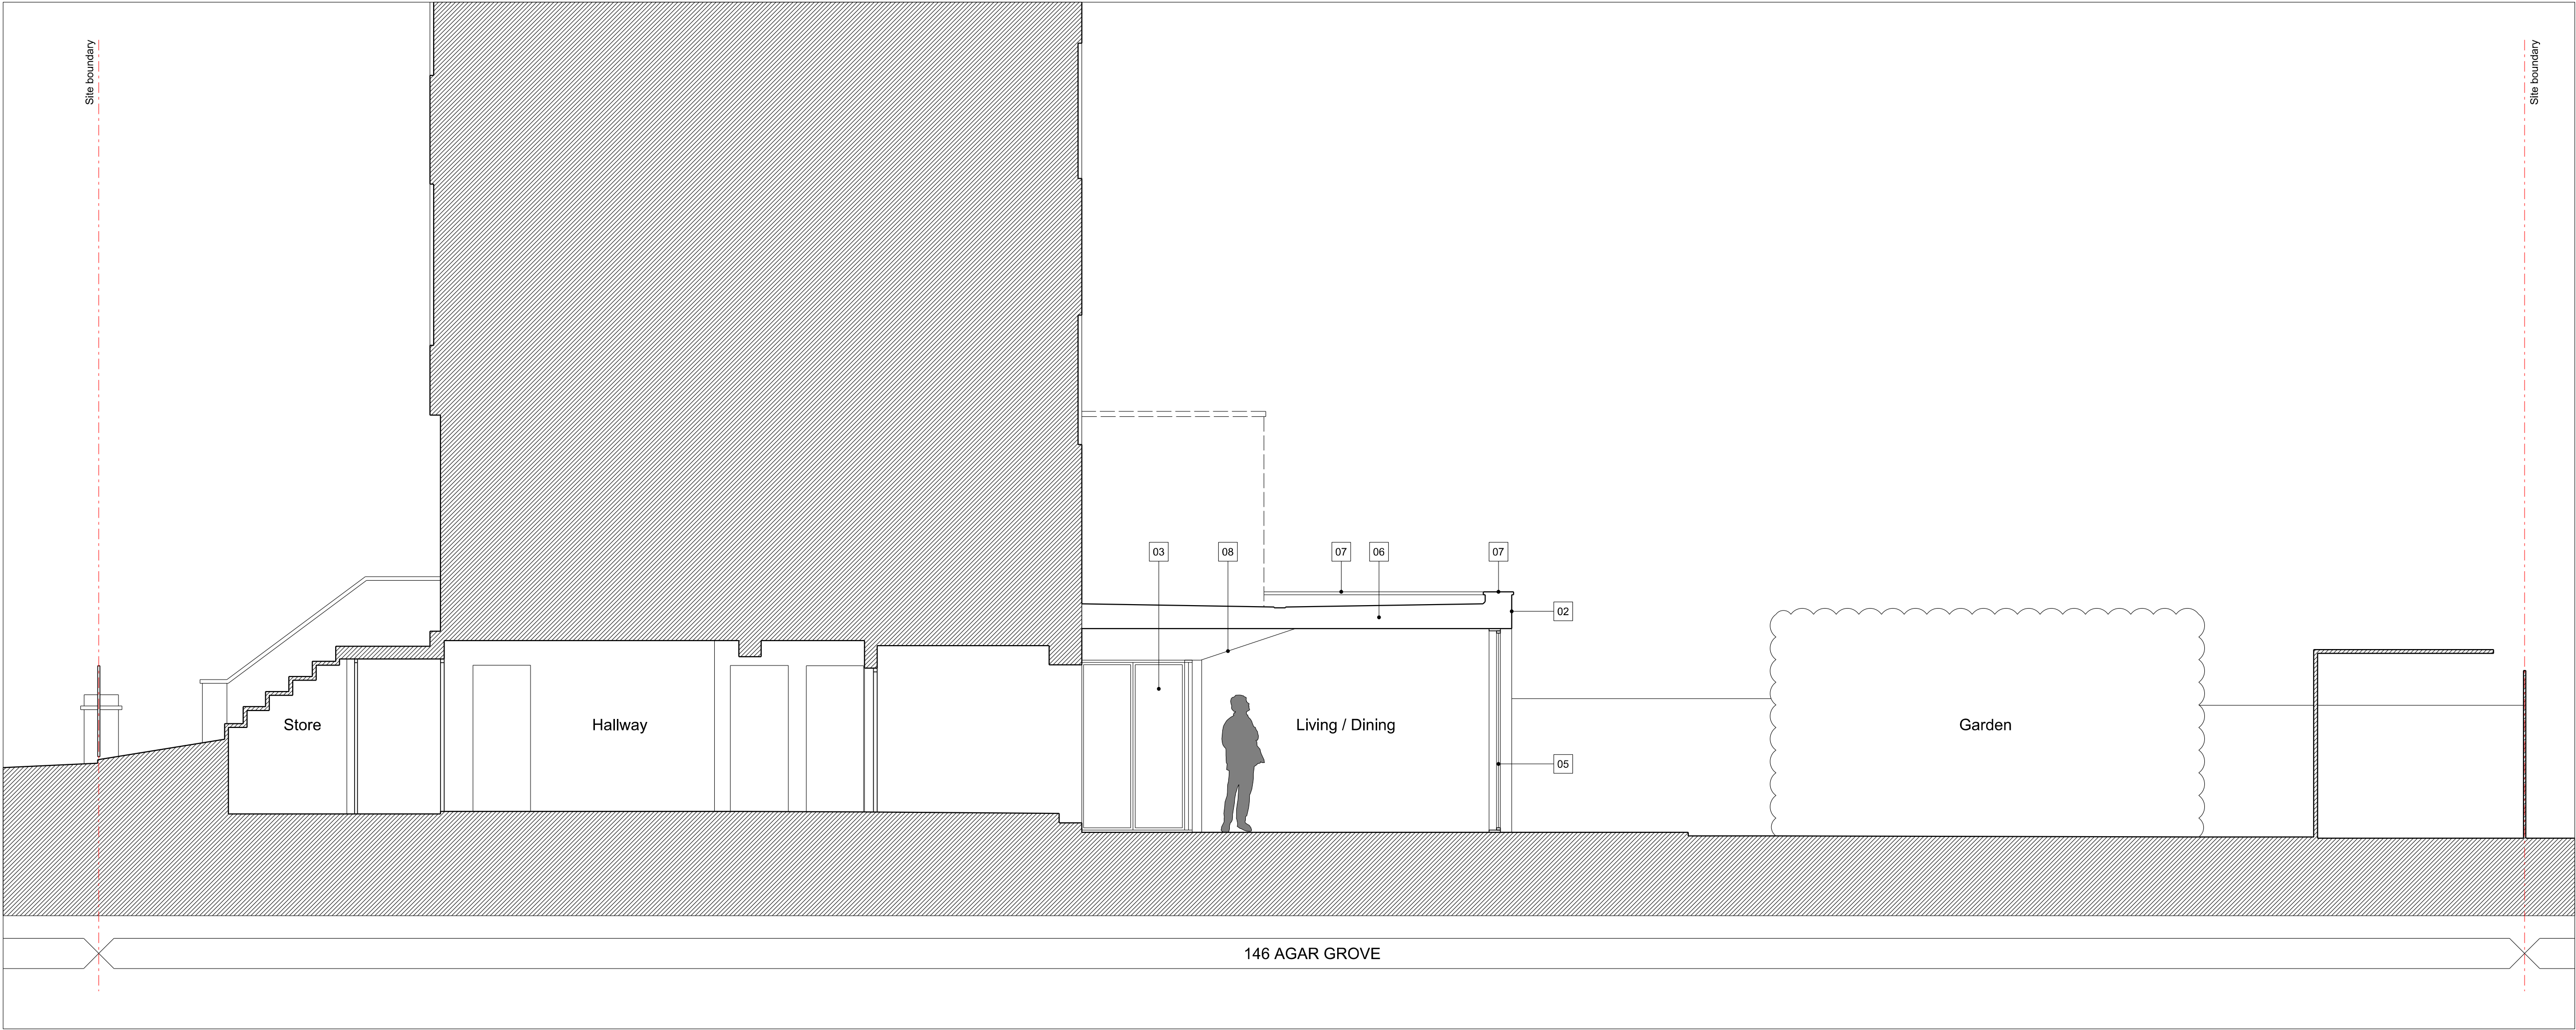 Site boundary
Site boundary
03
08
07
06
07
02
Store
Hallway
Living / Dining
Garden
05
146 AGAR GROVE